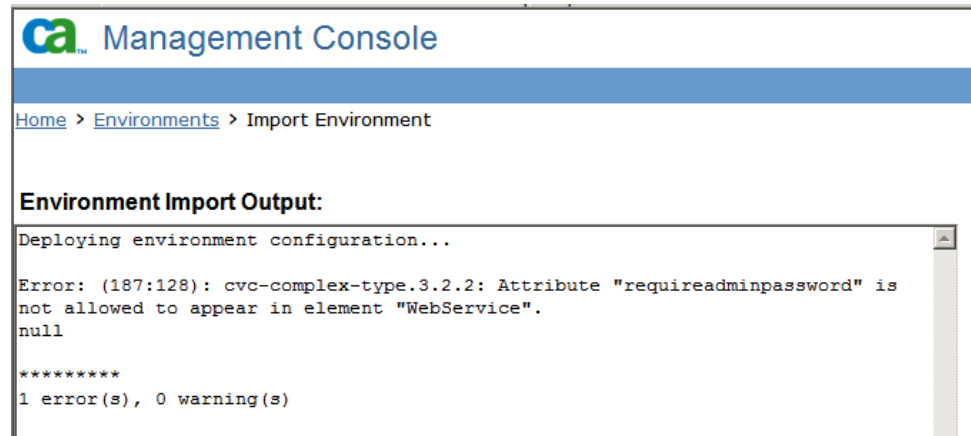 ca™ Management Console
Home > Environments > Import Environment
Environment Import Output:
Deploying environment configuration...
Error: (187:128): cvc-complex-type.3.2.2: Attribute "requireadminpassword" is
not allowed to appear in element "WebService".
null
*********
1 error(s), 0 warning(s)